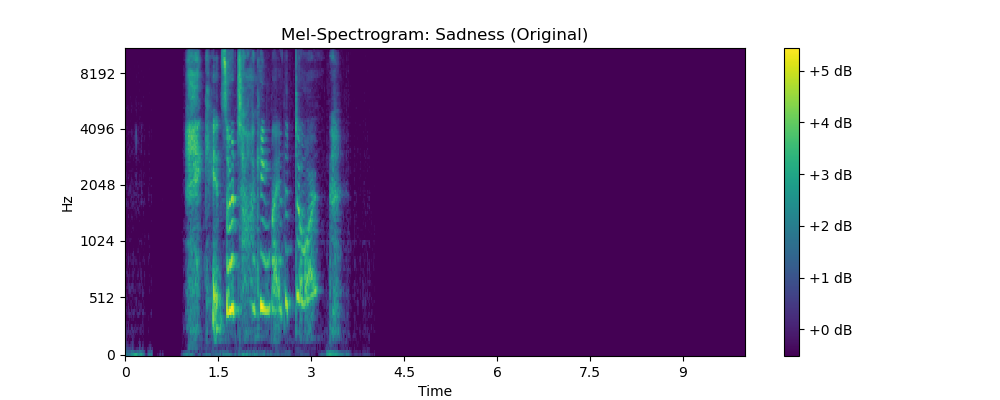 Mel-Spectrogram: Sadness (Original)
Hz
8192
4096
2048
1024
512
0
0 1.5 3 4.5 6 7.5 9
Time
+5 dB
+4 dB
+3 dB
+2 dB
+1 dB
+0 dB